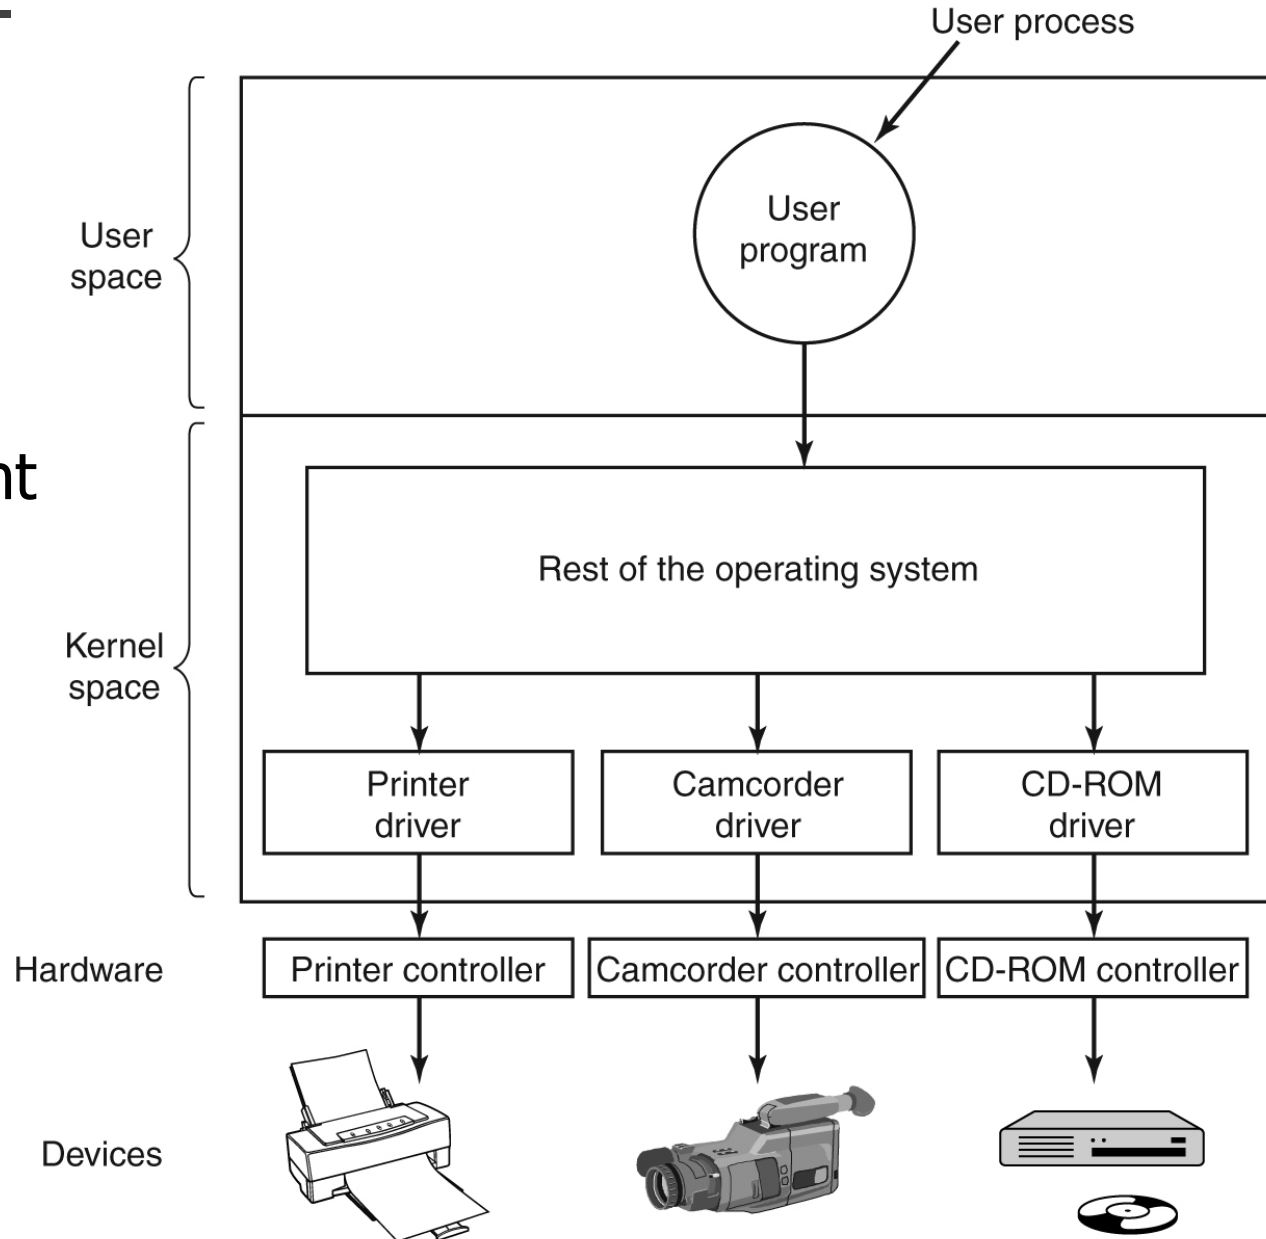 User process
User
program
User
space
Rest of the operating system
Kernel
space
Printer
driver
Camcorder
driver
CD-ROM
driver
Hardware
Printer controller
Camcorder controller
CD-ROM controller
Devices